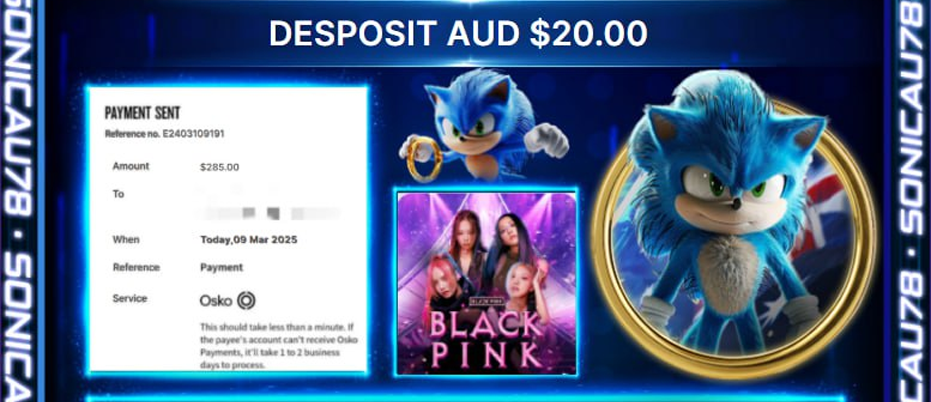 DESPOSIT AUD $20.00
PAYMENT SENT
Reference no. E2403109191
Amount $285.00
To
When Today,09 Mar 2025
Reference Payment
Service Osko
This should take less than a minute. If
the payee's account can't receive Osko
Payments, it'll take 1 to 2 business
days to process.
BLACKPINK
BLACK
PINK
SONICAU78 • SONICA
CAU78 • SONICAU78